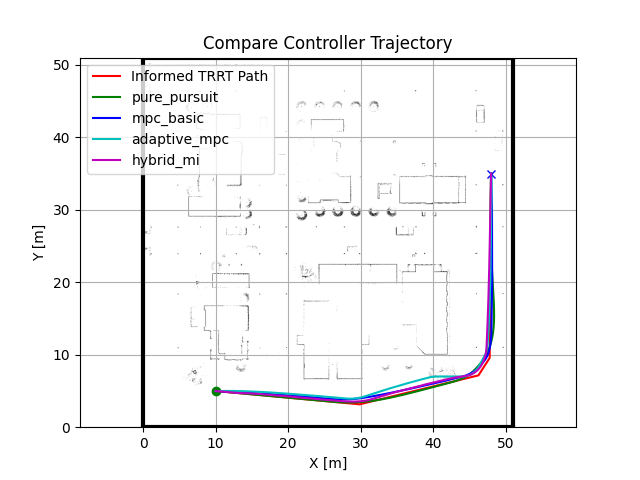 Compare Controller Trajectory
Informed TRRT Path
pure_pursuit
mpc_basic
adaptive_mpc
hybrid_mi
50
40
30
20
10
0
Y [m]
0 10 20 30 40 50
X [m]